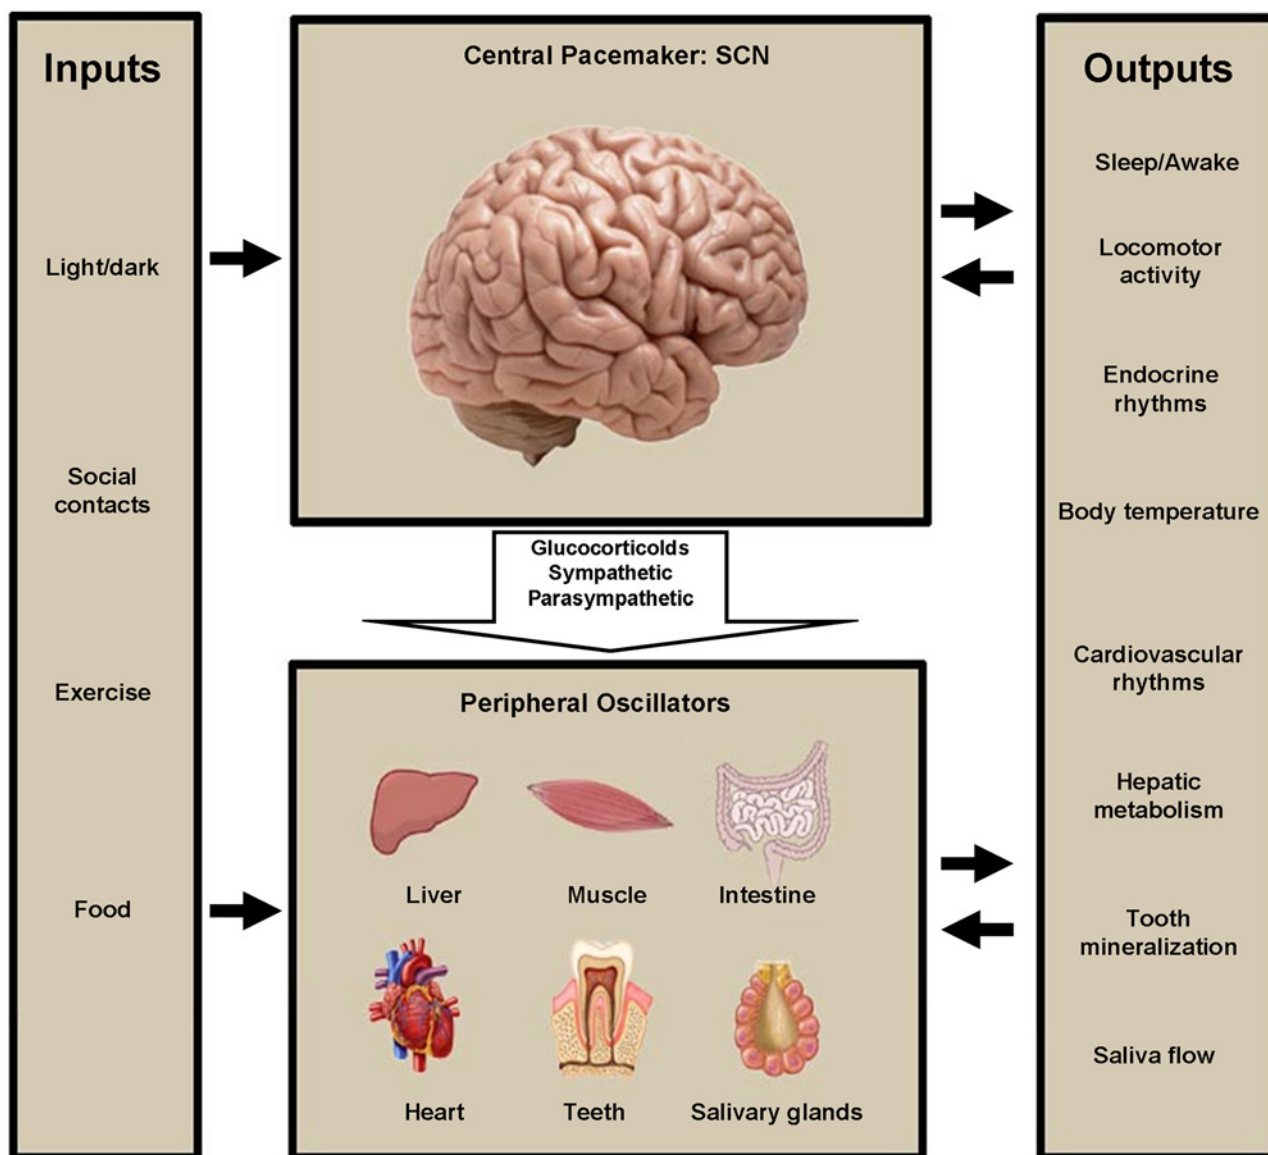 Inputs
Light/dark
Social
contacts
Exercise
Food
Central Pacemaker: SCN
Glucocorticolds
Sympathetic
Parasympathetic
Peripheral Oscillators
Liver
Muscle
Intestine
Heart
Teeth
Salivary glands
Outputs
Sleep/Awake
Locomotor
activity
Endocrine
rhythms
Body temperature
Cardiovascular
rhythms
Hepatic
metabolism
Tooth
mineralization
Saliva flow